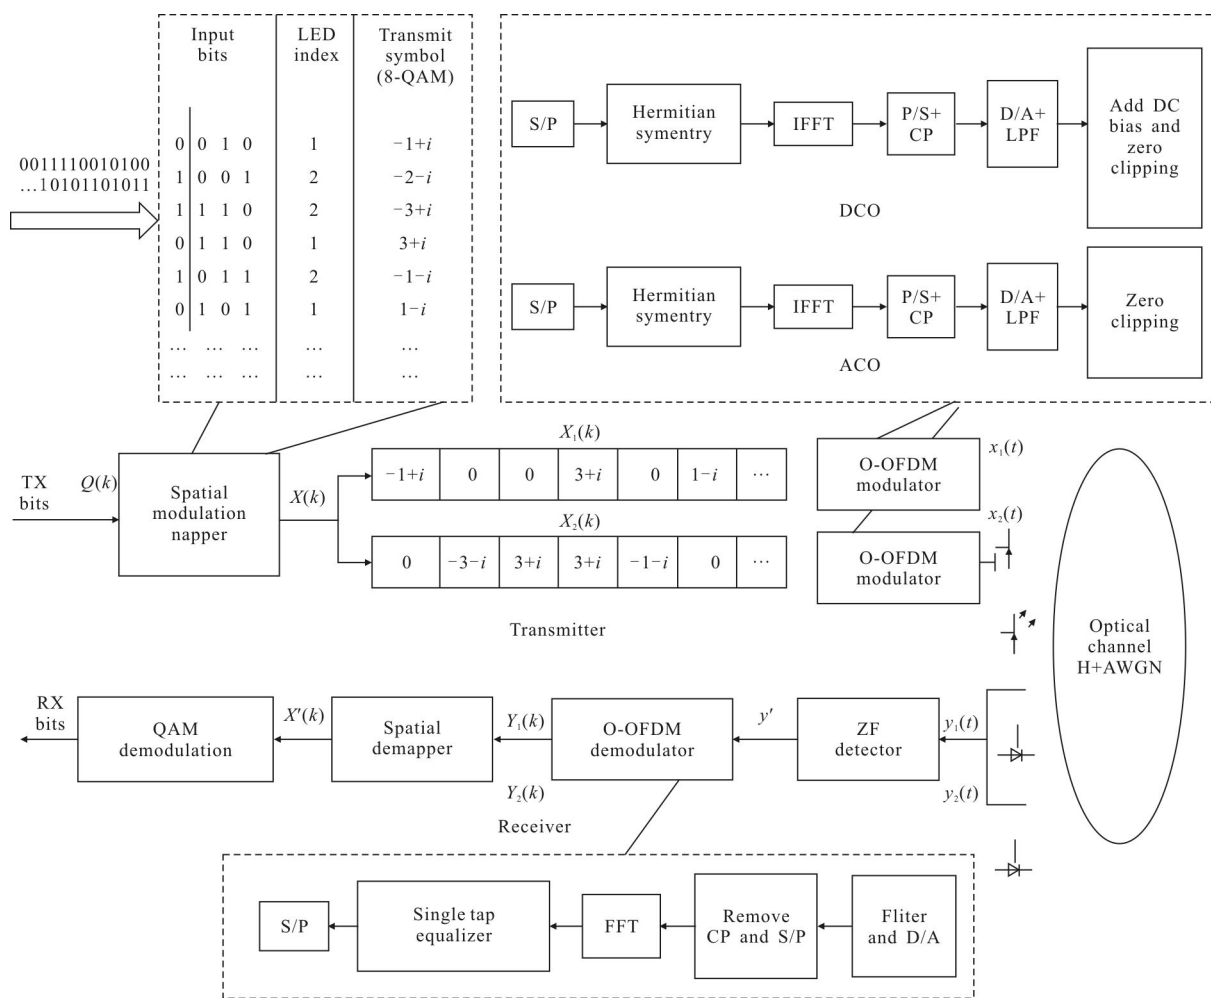 Input bits
LED index
Transmit symbol (8-QAM)
0 0 1 0 1 −1+i
1 0 0 1 2 −2−i
1 1 1 0 2 −3+i
0 1 1 0 1 3+i
1 0 1 1 2 −1−i
0 1 0 1 1 1−i
… … … … …
… … … … …
0011110010100
…10101101011
S/P
Hermitian
symentry
IFFT
P/S+
CP
D/A+
LPF
Add DC
bias and
zero
clipping
DCO
S/P
Hermitian
symentry
IFFT
P/S+
CP
D/A+
LPF
Zero
clipping
ACO
TX
bits
Q(k)
Spatial
modulation
napper
X(k)
X₁(k)
−1+i 0 0 3+i 0 1−i …
X₂(k)
0 −3−i 3+i 3+i −1−i 0 …
O-OFDM
modulator
x₁(t)
x₂(t)
O-OFDM
modulator
Transmitter
Optical
channel
H+AWGN
RX
bits
QAM
demodulation
X′(k)
Spatial
demapper
Y₁(k)
Y₂(k)
O-OFDM
demodulator
y′
ZF
detector
y₁(t)
y₂(t)
Receiver
S/P
Single tap
equalizer
FFT
Remove
CP and S/P
Fliter
and D/A